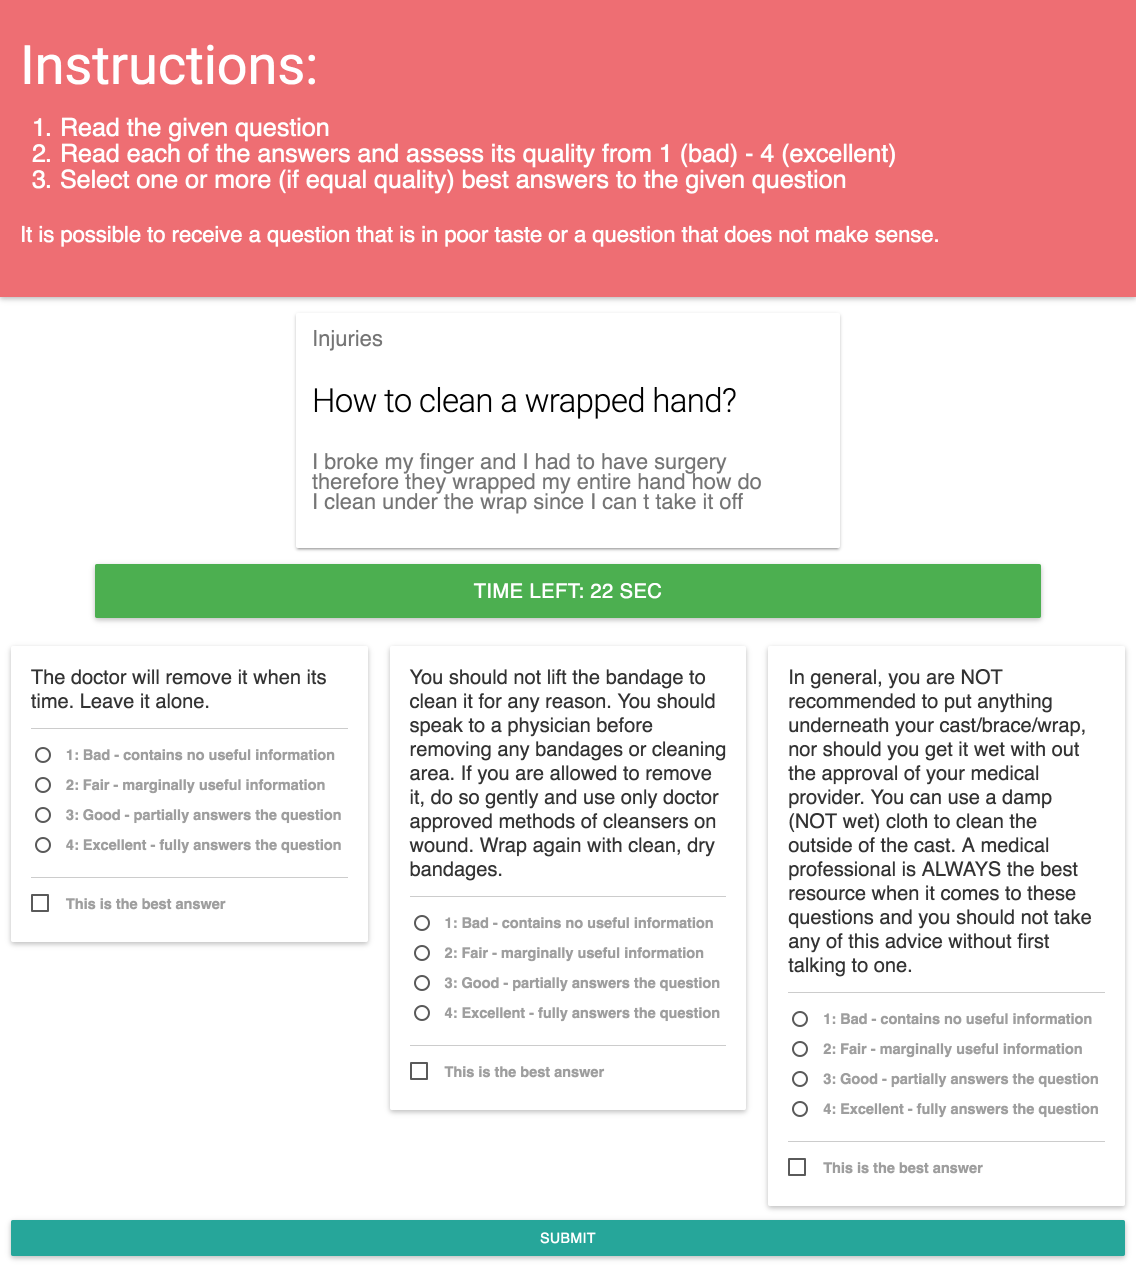 Instructions:
1. Read the given question
2. Read each of the answers and assess its quality from 1 (bad) - 4 (excellent)
3. Select one or more (if equal quality) best answers to the given question
It is possible to receive a question that is in poor taste or a question that does not make sense.
Injuries
How to clean a wrapped hand?
I broke my finger and I had to have surgery
therefore they wrapped my entire hand how do
I clean under the wrap since I can t take it off
TIME LEFT: 22 SEC
The doctor will remove it when its
time. Leave it alone.
1: Bad - contains no useful information
2: Fair - marginally useful information
3: Good - partially answers the question
4: Excellent - fully answers the question
This is the best answer
You should not lift the bandage to
clean it for any reason. You should
speak to a physician before
removing any bandages or cleaning
area. If you are allowed to remove
it, do so gently and use only doctor
approved methods of cleansers on
wound. Wrap again with clean, dry
bandages.
1: Bad - contains no useful information
2: Fair - marginally useful information
3: Good - partially answers the question
4: Excellent - fully answers the question
This is the best answer
In general, you are NOT
recommended to put anything
underneath your cast/brace/wrap,
nor should you get it wet with out
the approval of your medical
provider. You can use a damp
(NOT wet) cloth to clean the
outside of the cast. A medical
professional is ALWAYS the best
resource when it comes to these
questions and you should not take
any of this advice without first
talking to one.
1: Bad - contains no useful information
2: Fair - marginally useful information
3: Good - partially answers the question
4: Excellent - fully answers the question
This is the best answer
SUBMIT